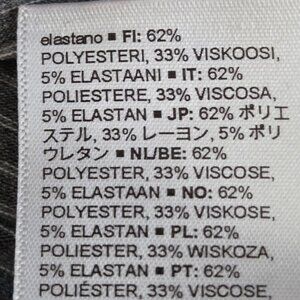 elastano ■ FI: 62%
POLYESTERI, 33% VISKOOSI,
5% ELASTAANI ■ IT: 62%
POLIESTERE, 33% VISCOSA,
5% ELASTAN ■ JP: 62% ポリエ
ステル, 33% レーヨン, 5% ポリ
ウレタン ■ NL/BE: 62%
POLYESTER, 33% VISCOSE,
5% ELASTAAN ■ NO: 62%
POLYESTER, 33% VISKOSE,
5% ELASTAN ■ PL: 62%
POLIESTER, 33% WISKOZA,
5% ELASTAN ■ PT: 62%
POLIÉSTER, 33% VISCOSE,